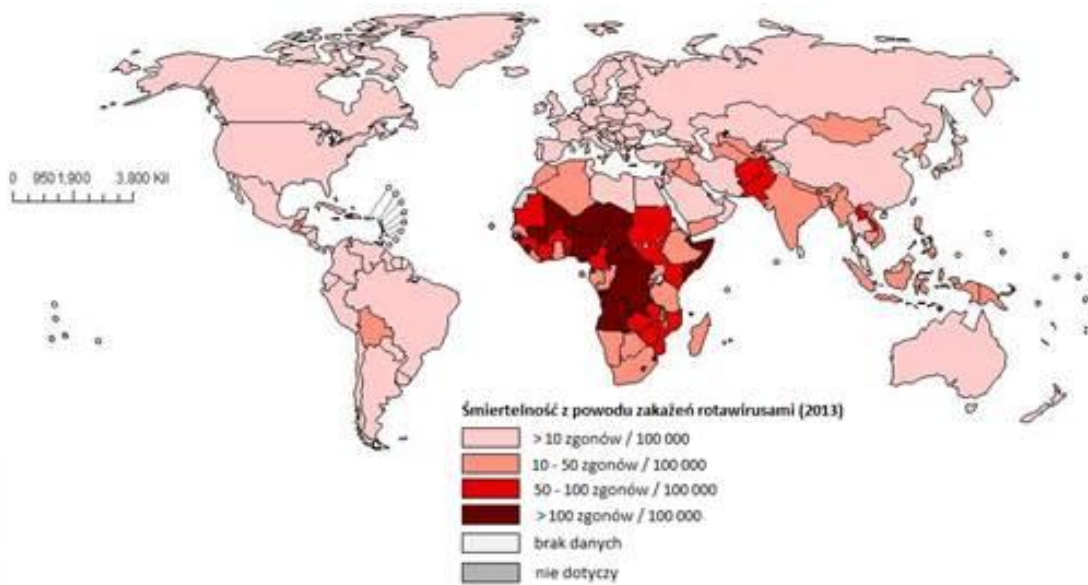 0 950 1,900 3,800 Kil
Śmiertelność z powodu zakażeń rotawirusami (2013)
> 10 zgonów / 100 000
10 - 50 zgonów / 100 000
50 - 100 zgonów / 100 000
> 100 zgonów / 100 000
brak danych
nie dotyczy